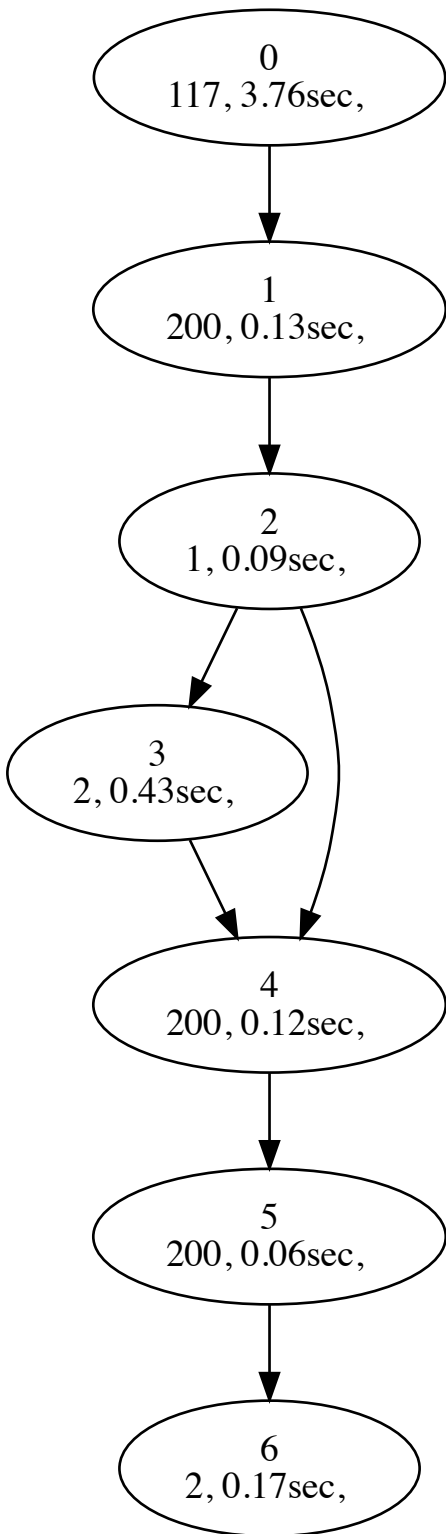 0
117, 3.76sec,
1
200, 0.13sec,
2
1, 0.09sec,
3
2, 0.43sec,
4
200, 0.12sec,
5
200, 0.06sec,
6
2, 0.17sec,